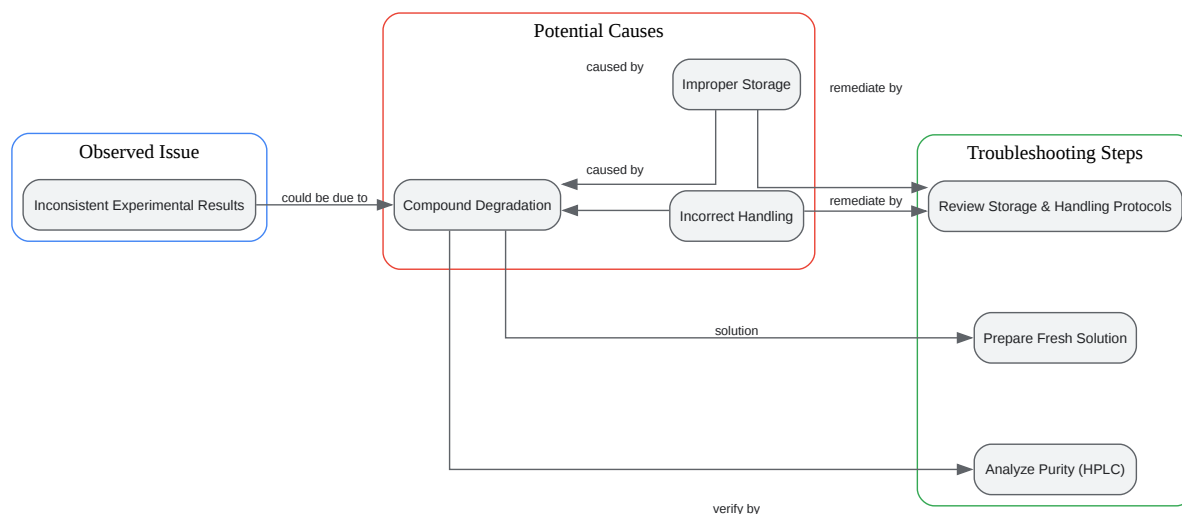 Potential Causes
caused by
Improper Storage
remediate by
Observed Issue
Troubleshooting Steps
Inconsistent Experimental Results
could be due to
Compound Degradation
caused by
Incorrect Handling
remediate by
Review Storage & Handling Protocols
solution
Prepare Fresh Solution
Analyze Purity (HPLC)
verify by